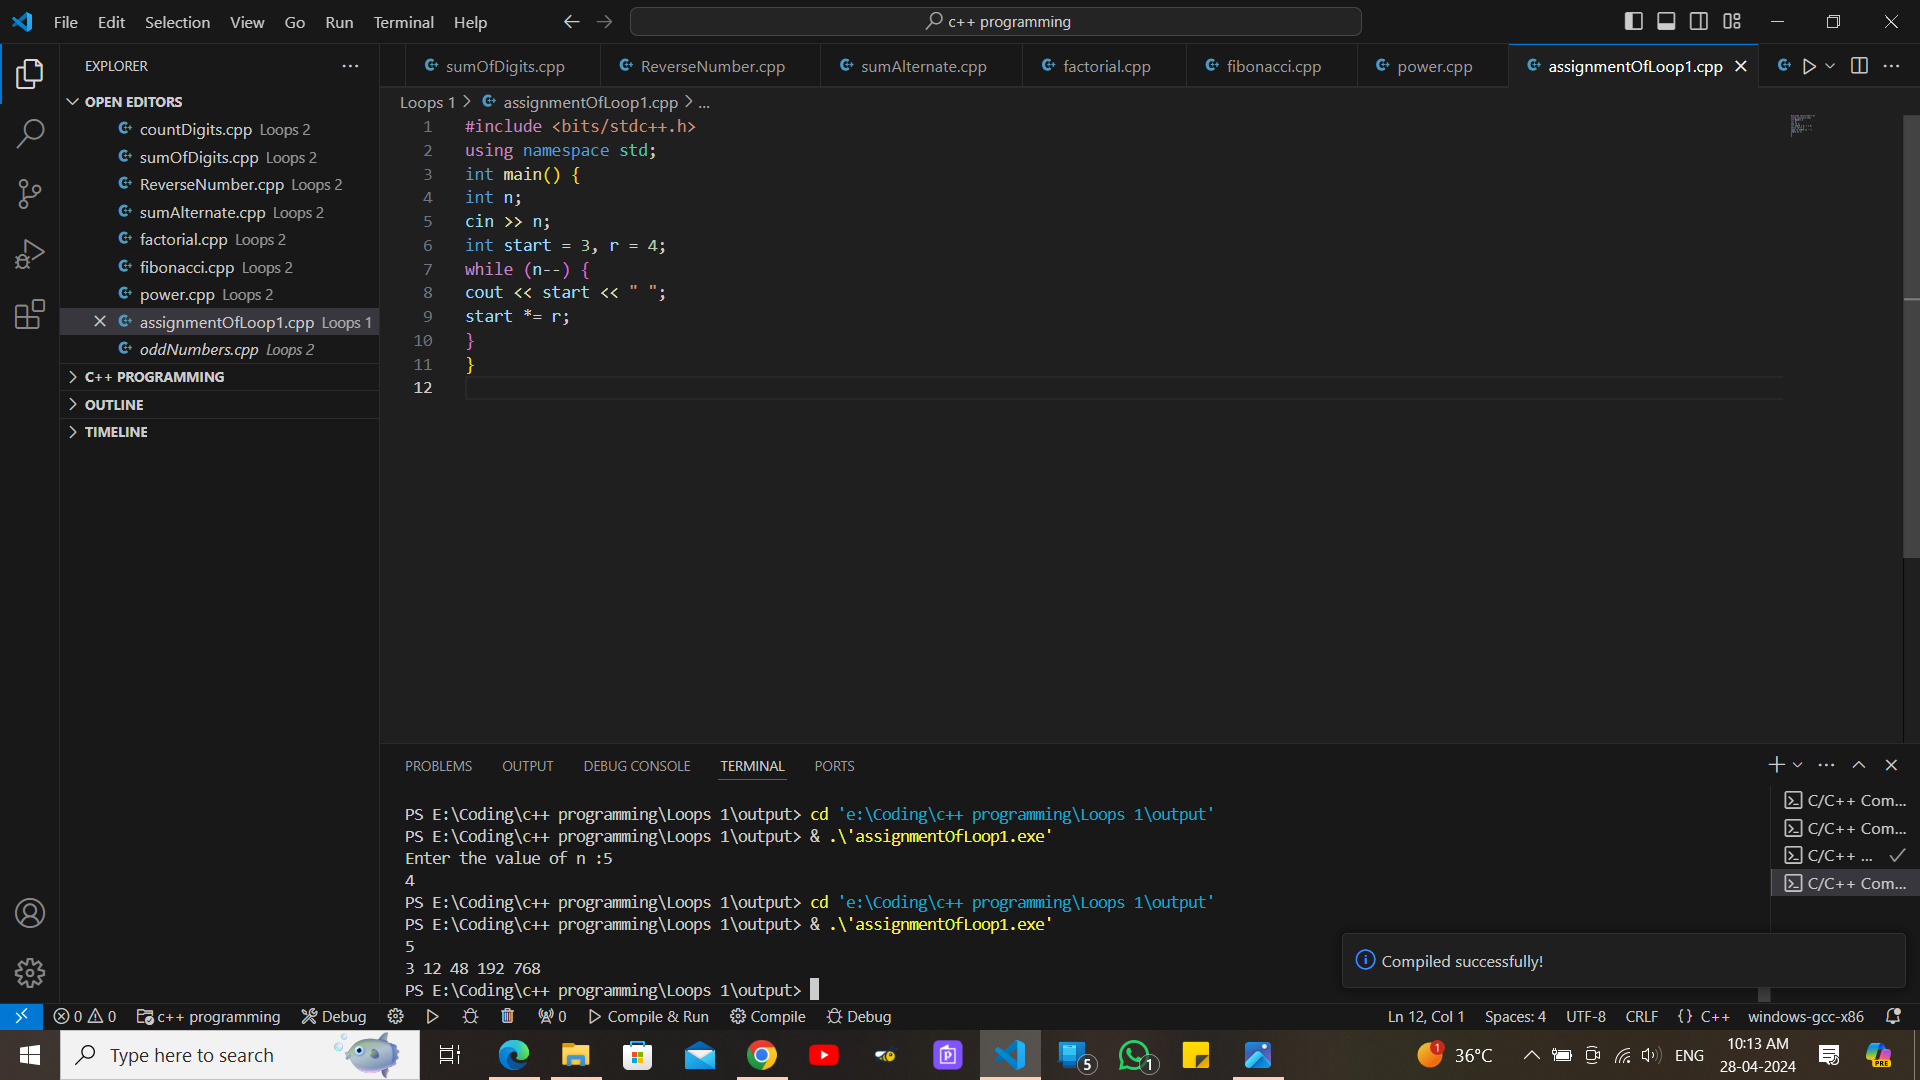 File Edit Selection View Go Run Terminal Help
c++ programming
EXPLORER
OPEN EDITORS
countDigits.cpp Loops 2
sumOfDigits.cpp Loops 2
ReverseNumber.cpp Loops 2
sumAlternate.cpp Loops 2
factorial.cpp Loops 2
fibonacci.cpp Loops 2
power.cpp Loops 2
assignmentOfLoop1.cpp Loops 1
oddNumbers.cpp Loops 2
C++ PROGRAMMING
OUTLINE
TIMELINE
sumOfDigits.cpp ReverseNumber.cpp sumAlternate.cpp factorial.cpp fibonacci.cpp power.cpp assignmentOfLoop1.cpp
Loops 1 > assignmentOfLoop1.cpp > ...
1 #include <bits/stdc++.h>
2 using namespace std;
3 int main() {
4 int n;
5 cin >> n;
6 int start = 3, r = 4;
7 while (n--) {
8 cout << start << " ";
9 start *= r;
10 }
11 }
12
PROBLEMS OUTPUT DEBUG CONSOLE TERMINAL PORTS
PS E:\Coding\c++ programming\Loops 1\output> cd 'e:\Coding\c++ programming\Loops 1\output'
PS E:\Coding\c++ programming\Loops 1\output> & .\'assignmentOfLoop1.exe'
Enter the value of n :5
4
PS E:\Coding\c++ programming\Loops 1\output> cd 'e:\Coding\c++ programming\Loops 1\output'
PS E:\Coding\c++ programming\Loops 1\output> & .\'assignmentOfLoop1.exe'
5
3 12 48 192 768
PS E:\Coding\c++ programming\Loops 1\output>
C/C++ Com...
C/C++ Com...
C/C++ ...
C/C++ Com...
Compiled successfully!
0 0 c++ programming Debug 0 Compile & Run Compile Debug Ln 12, Col 1 Spaces: 4 UTF-8 CRLF {} C++ windows-gcc-x86
Type here to search
5
1
1
36°C
ENG
10:13 AM
28-04-2024
PRE